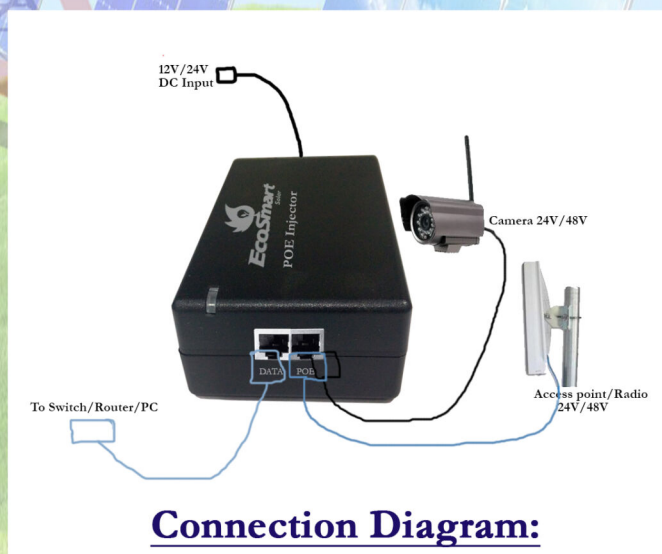 12V/24V
DC Input
EcoSmart
Solar
POE Injector
Camera 24V/48V
DATA
POE
Access point/Radio
24V/48V
To Switch/Router/PC
Connection Diagram: